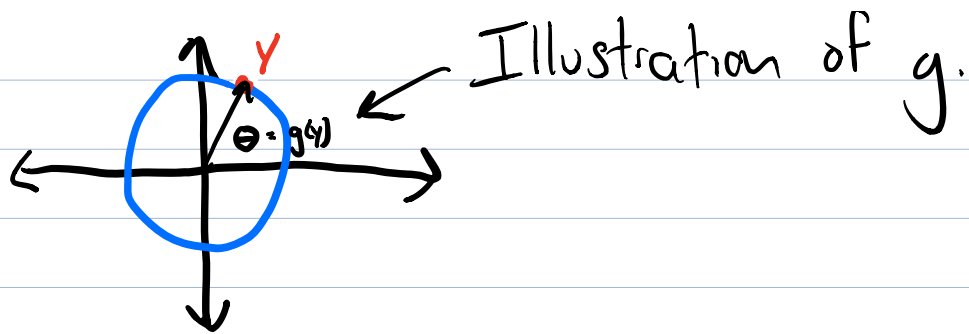 Illustration of g.
Y
Θ = g(y)